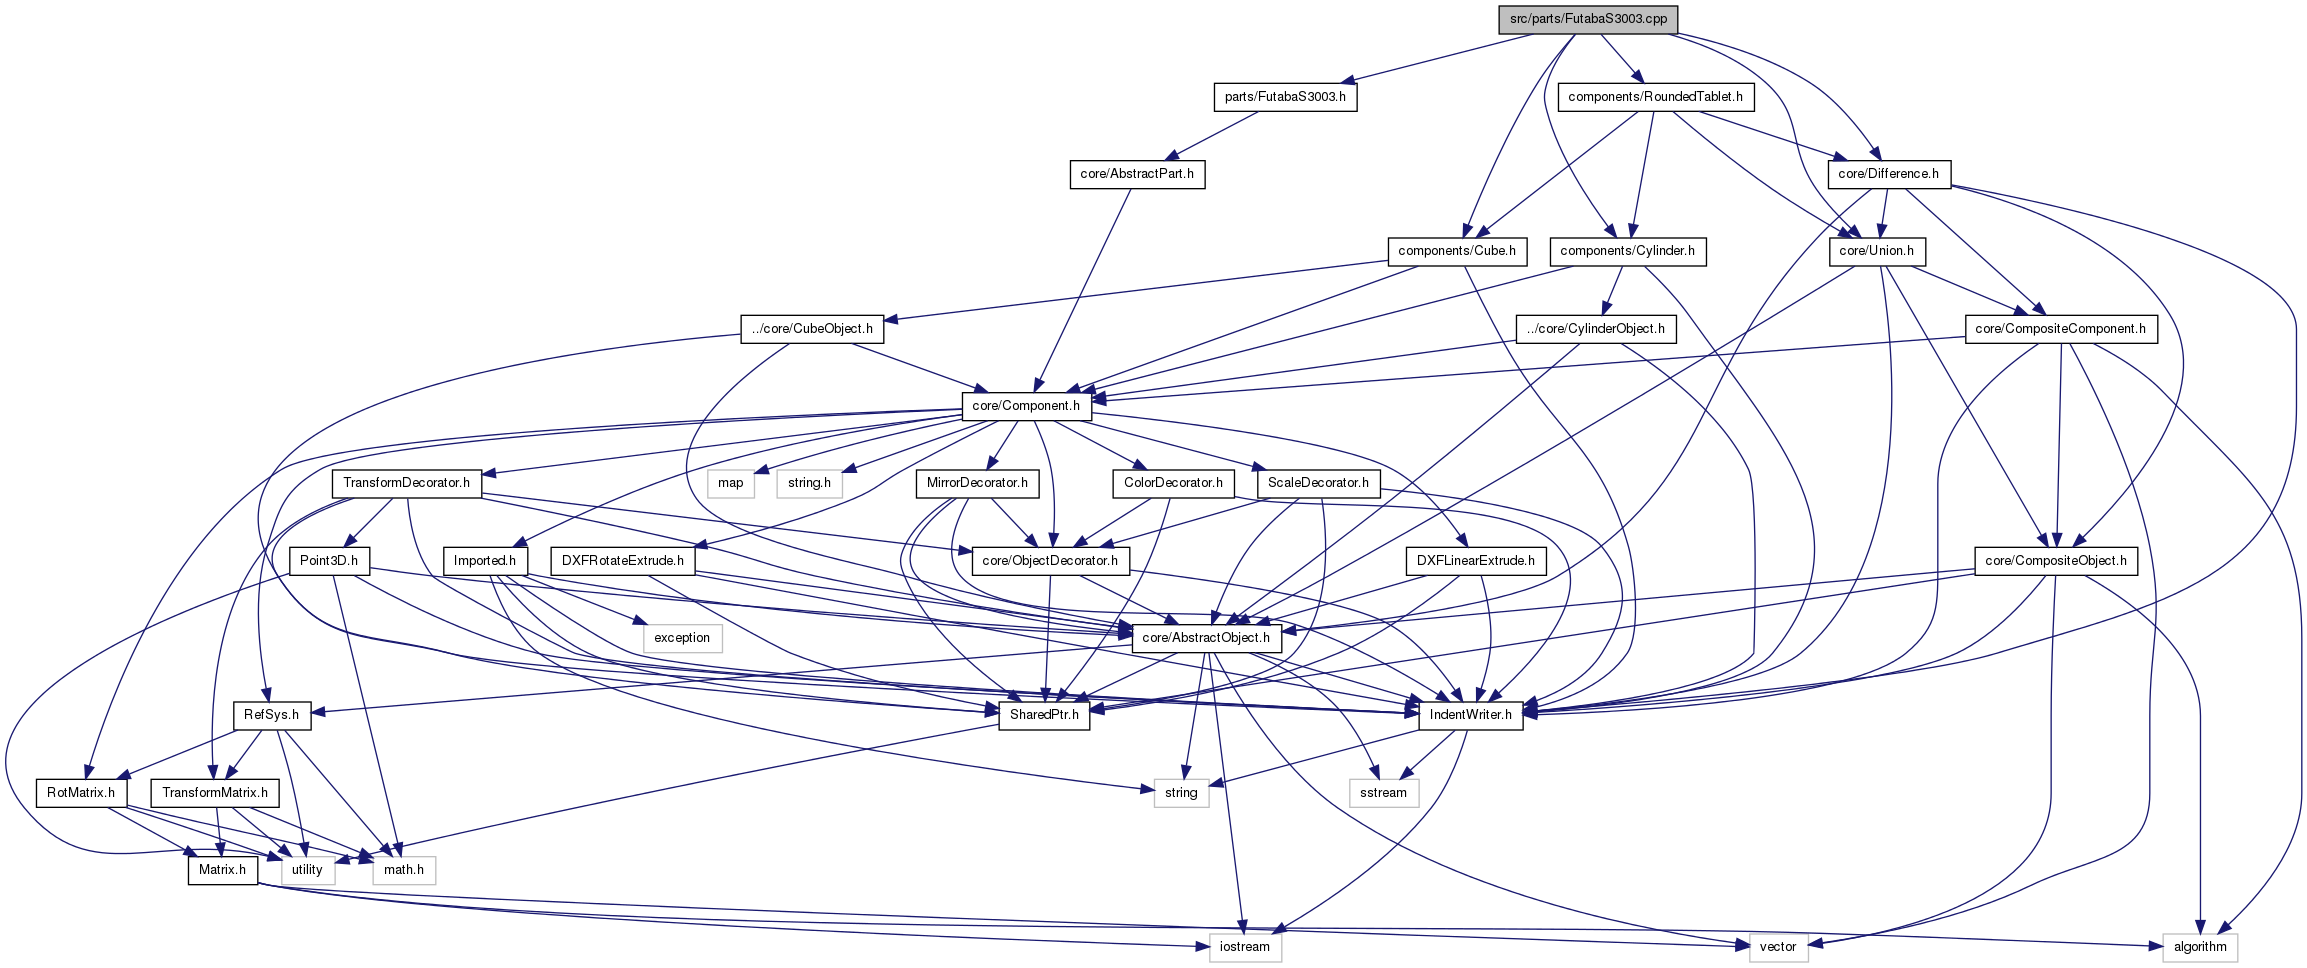 src/parts/FutabaS3003.cpp
parts/FutabaS3003.h
components/RoundedTablet.h
core/AbstractPart.h
core/Difference.h
components/Cube.h
components/Cylinder.h
core/Union.h
../core/CubeObject.h
../core/CylinderObject.h
core/CompositeComponent.h
core/Component.h
TransformDecorator.h
map
string.h
MirrorDecorator.h
ColorDecorator.h
ScaleDecorator.h
Point3D.h
Imported.h
DXFRotateExtrude.h
core/ObjectDecorator.h
DXFLinearExtrude.h
core/CompositeObject.h
exception
core/AbstractObject.h
RefSys.h
SharedPtr.h
IndentWriter.h
RotMatrix.h
TransformMatrix.h
string
sstream
Matrix.h
utility
math.h
iostream
vector
algorithm